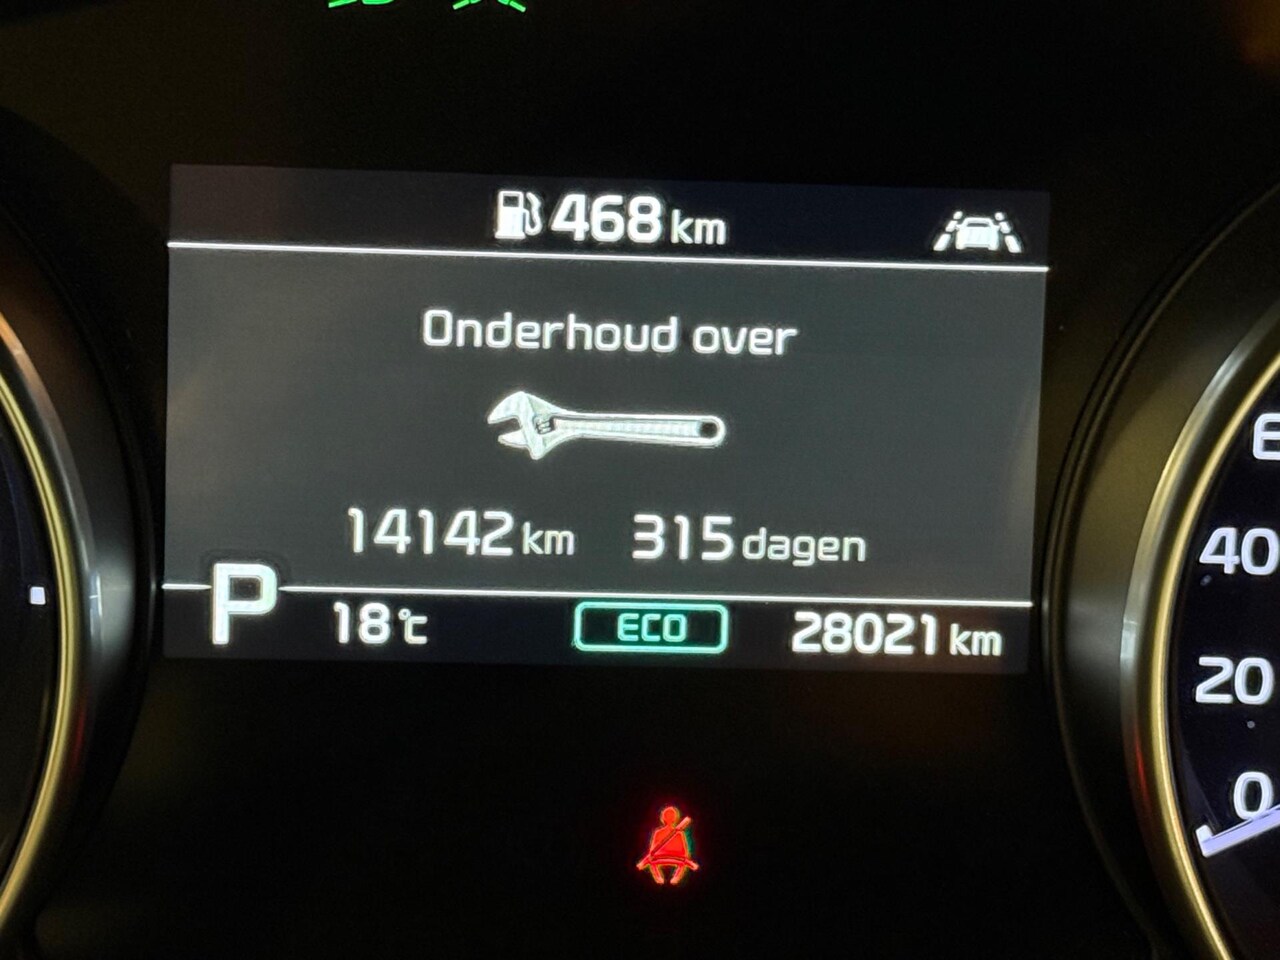 468 km
Onderhoud over
14142 km 315 dagen
P 18°C ECO 28021 km
40
20
0